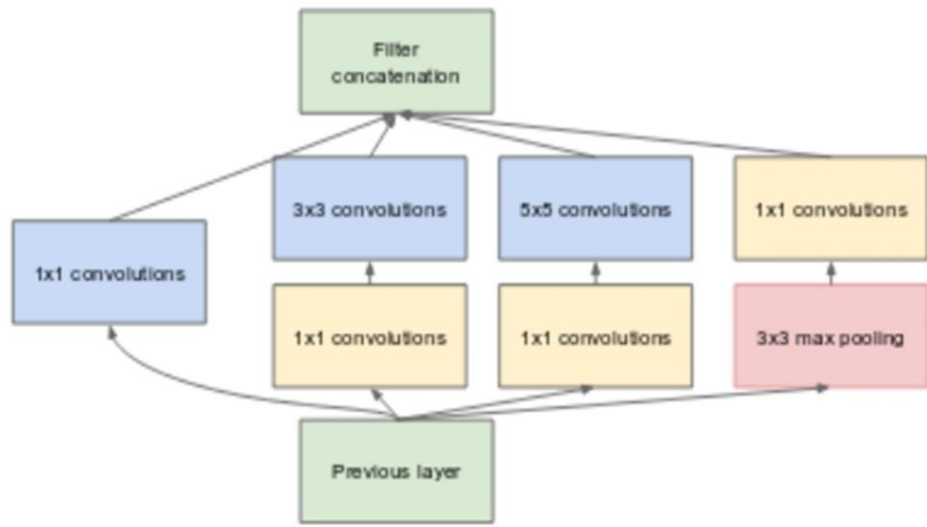 Filter
concatenation
3x3 convolutions
5x5 convolutions
1x1 convolutions
1x1 convolutions
1x1 convolutions
1x1 convolutions
3x3 max pooling
Previous layer